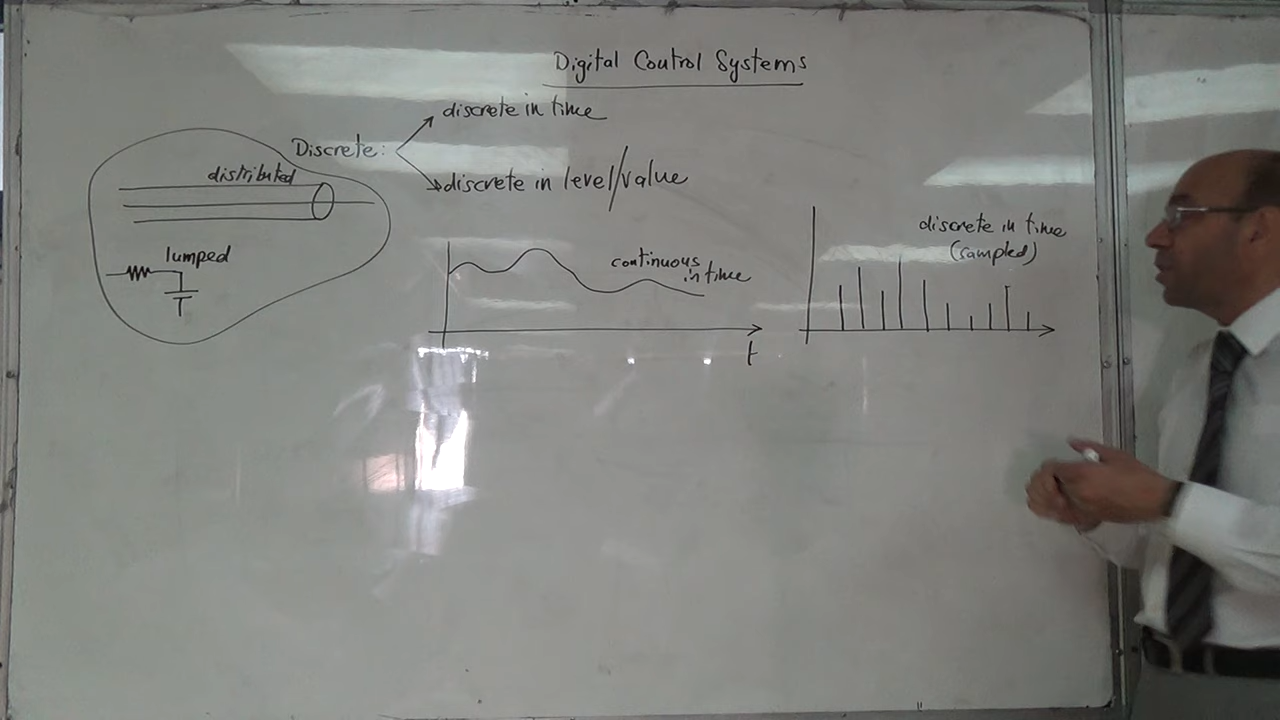 Digital Control Systems
discrete in time
Discrete:
discrete in level/value
distributed
lumped
continuous
in time
t
discrete in time
(sampled)